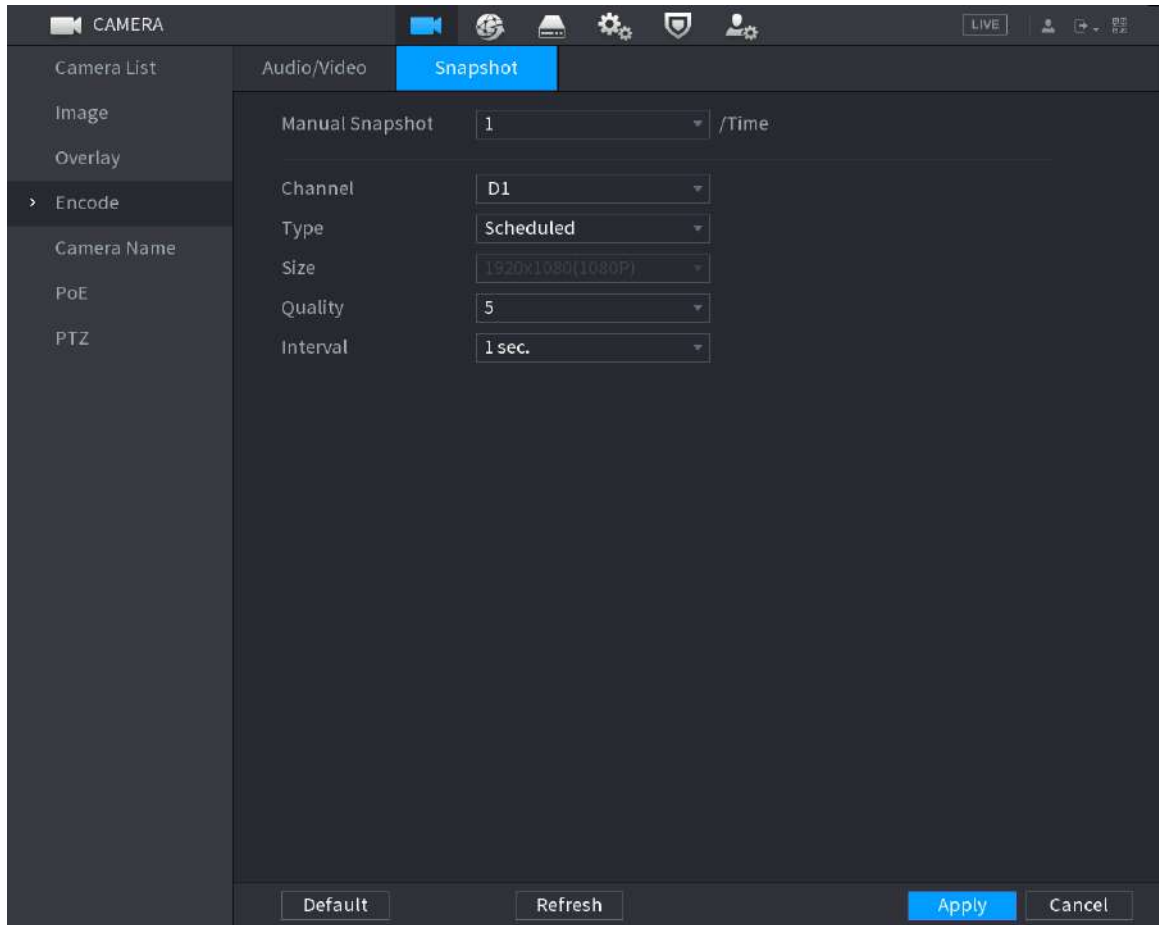 CAMERA
LIVE
Camera List
Image
Overlay
> Encode
Camera Name
PoE
PTZ
Audio/Video Snapshot
Manual Snapshot 1 /Time
Channel D1
Type Scheduled
Size 1920x1080(1080P)
Quality 5
Interval 1 sec.
Default Refresh Apply Cancel